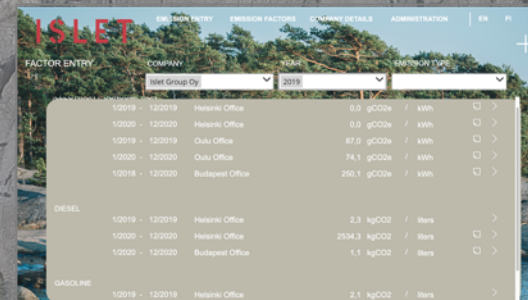 ISLET
EMISSION ENTRY EMISSION FACTORS COMPANY DETAILS ADMINISTRATION EN FI
FACTOR ENTRY COMPANY YEAR EMISSION TYPE
Islet Group Oy 2019
1/2019 - 12/2019 Helsinki Office 0,0 gCO2e / kWh
1/2020 - 12/2020 Helsinki Office 0,0 gCO2e / kWh
1/2019 - 12/2019 Oulu Office 87,0 gCO2e / kWh
1/2020 - 12/2020 Oulu Office 74,1 gCO2e / kWh
1/2018 - 12/2018 Budapest Office 250,1 gCO2e / kWh
DIESEL
1/2019 - 12/2019 Helsinki Office 2,3 kgCO2 / liters
1/2020 - 12/2020 Helsinki Office 2534,3 kgCO2 / liters
1/2020 - 12/2020 Budapest Office 1,1 kgCO2 / liters
GASOLINE
1/2019 - 12/2019 Helsinki Office 2,1 kgCO2 / liters